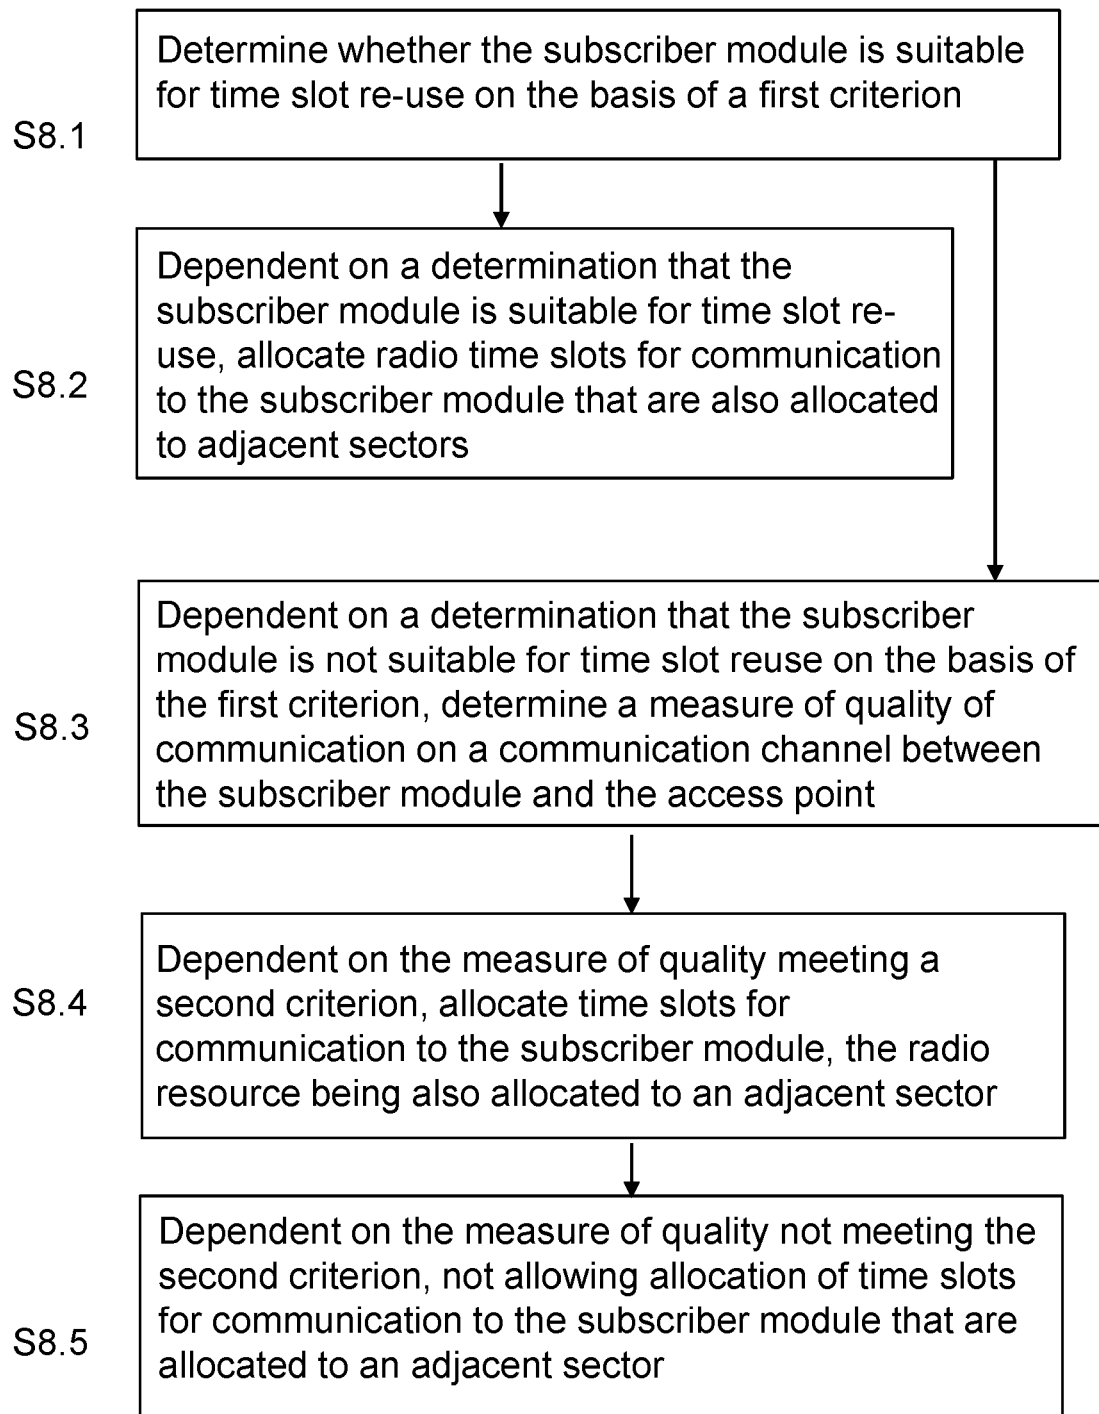 Determine whether the subscriber module is suitable
for time slot re-use on the basis of a first criterion
S8.1
Dependent on a determination that the
subscriber module is suitable for time slot re-
use, allocate radio time slots for communication
to the subscriber module that are also allocated
to adjacent sectors
S8.2
Dependent on a determination that the subscriber
module is not suitable for time slot reuse on the basis of
the first criterion, determine a measure of quality of
communication on a communication channel between
the subscriber module and the access point
S8.3
Dependent on the measure of quality meeting a
second criterion, allocate time slots for
communication to the subscriber module, the radio
resource being also allocated to an adjacent sector
S8.4
Dependent on the measure of quality not meeting the
second criterion, not allowing allocation of time slots
for communication to the subscriber module that are
allocated to an adjacent sector
S8.5